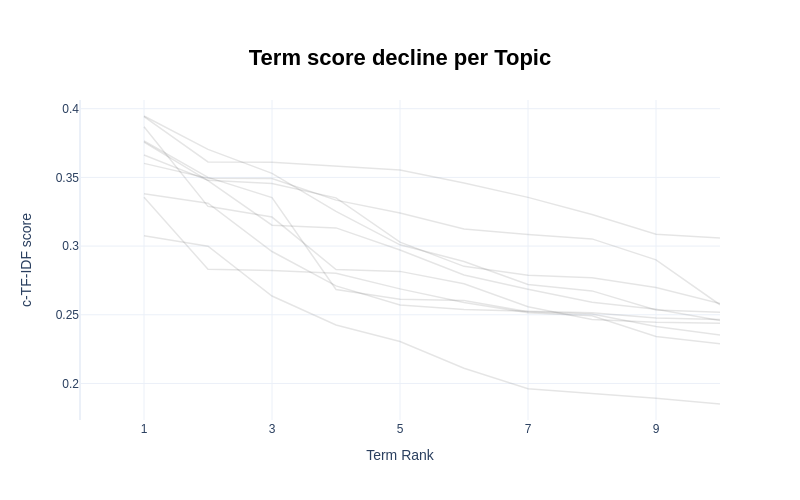 Term score decline per Topic
0.4
0.35
0.3
0.25
0.2
c-TF-IDF score
1 3 5 7 9
Term Rank